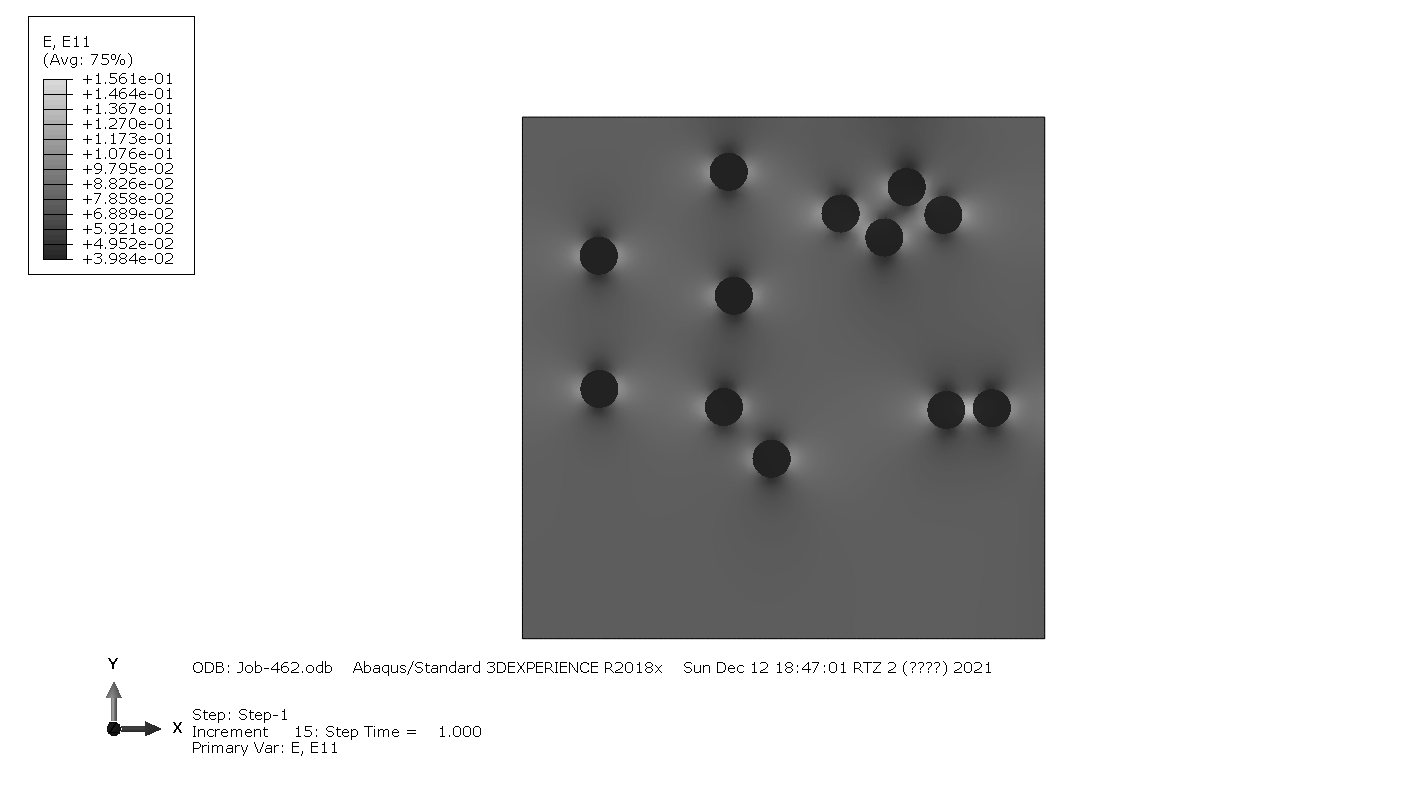 E, E11
(Avg: 75%)
+1.561e-01
+1.464e-01
+1.367e-01
+1.270e-01
+1.173e-01
+1.076e-01
+9.795e-02
+8.826e-02
+7.858e-02
+6.889e-02
+5.921e-02
+4.952e-02
+3.984e-02
Y
X
ODB: Job-462.odb    Abaqus/Standard 3DEXPERIENCE R2018x    Sun Dec 12 18:47:01 RTZ 2 (????) 2021
Step: Step-1
Increment     15: Step Time =    1.000
Primary Var: E, E11